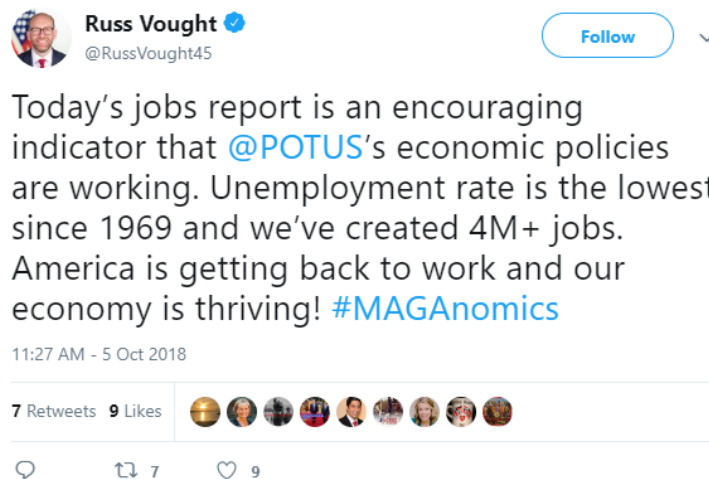 Russ Vought
@RussVought45
Follow
Today's jobs report is an encouraging
indicator that @POTUS's economic policies
are working. Unemployment rate is the lowest
since 1969 and we've created 4M+ jobs.
America is getting back to work and our
economy is thriving! #MAGAnomics
11:27 AM - 5 Oct 2018
7 Retweets 9 Likes
7 9